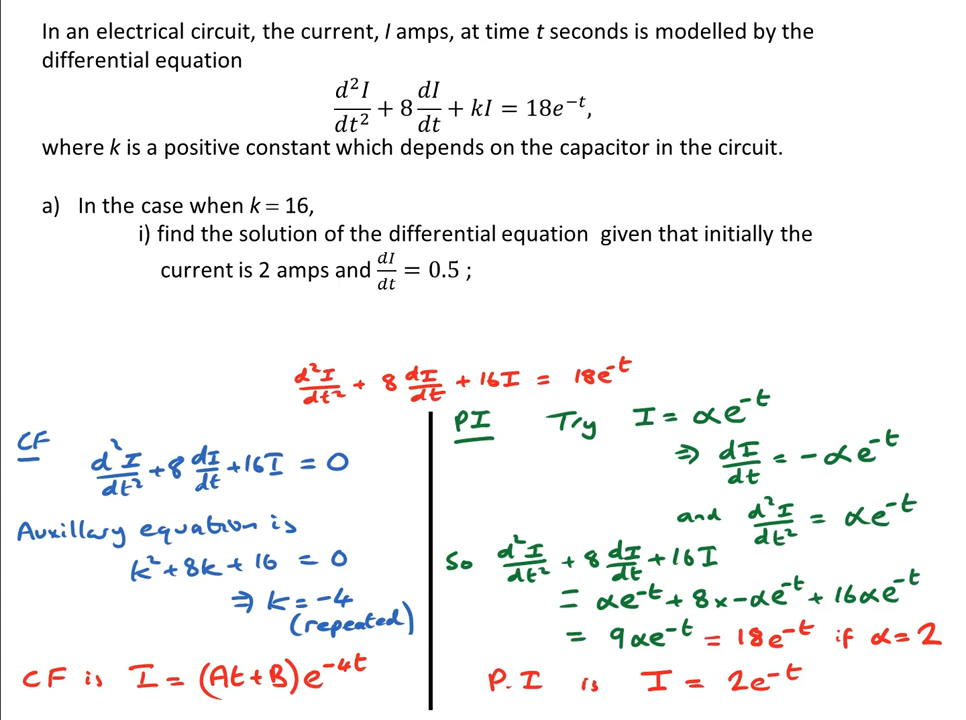 In an electrical circuit, the current, I amps, at time t seconds is modelled by the
differential equation
d²I/dt² + 8 dI/dt + kI = 18e⁻ᵗ,
where k is a positive constant which depends on the capacitor in the circuit.
a) In the case when k = 16,
i) find the solution of the differential equation given that initially the
current is 2 amps and dI/dt = 0.5 ;
d²I/dt² + 8 dI/dt + 16I = 18e⁻ᵗ
CF
d²I/dt² + 8 dI/dt + 16I = 0
Auxillary equation is
k² + 8k + 16 = 0
⇒ k = -4
(repeated)
CF is I = (At + B)e⁻⁴ᵗ
PI Try I = αe⁻ᵗ
⇒ dI/dt = -αe⁻ᵗ
and d²I/dt² = αe⁻ᵗ
So d²I/dt² + 8 dI/dt + 16I
= αe⁻ᵗ + 8 × -αe⁻ᵗ + 16αe⁻ᵗ
= 9αe⁻ᵗ = 18e⁻ᵗ if α = 2
P.I is I = 2e⁻ᵗ